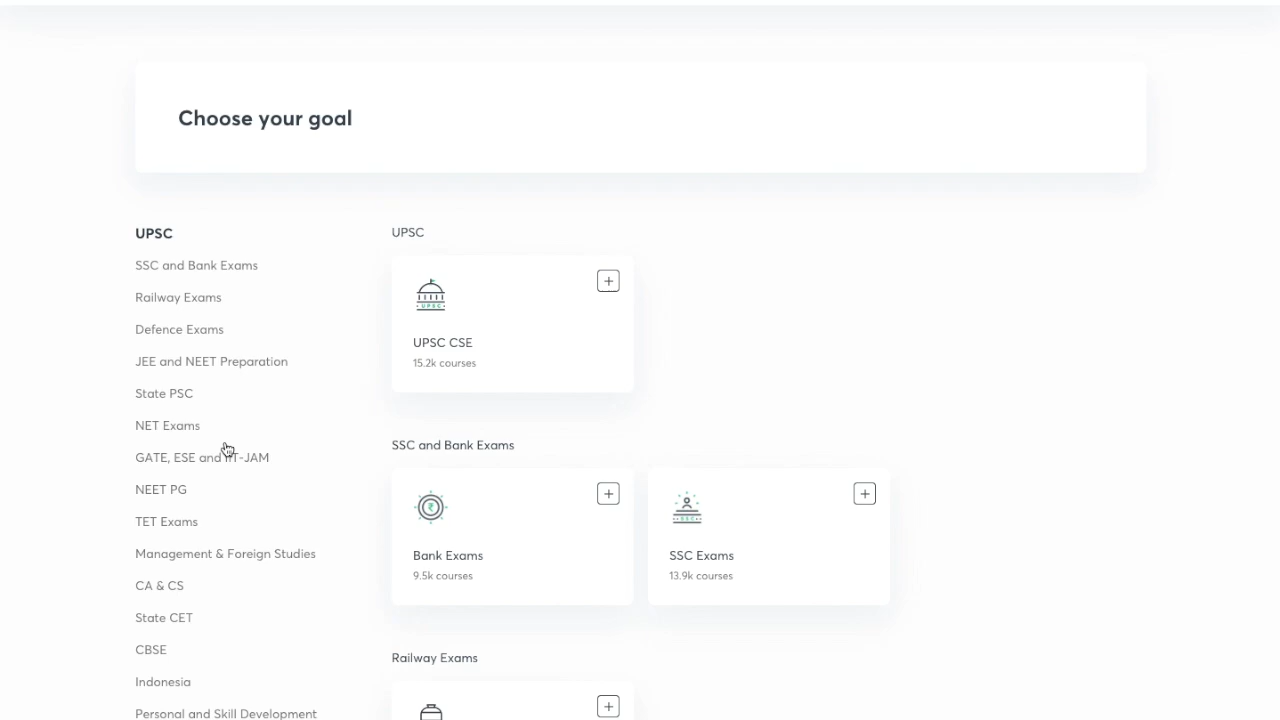 Choose your goal
UPSC
SSC and Bank Exams
Railway Exams
Defence Exams
JEE and NEET Preparation
State PSC
NET Exams
GATE, ESE and IIT-JAM
NEET PG
TET Exams
Management & Foreign Studies
CA & CS
State CET
CBSE
Indonesia
Personal and Skill Development
UPSC
UPSC
UPSC CSE
15.2k courses
SSC and Bank Exams
Bank Exams
9.5k courses
SSC
SSC Exams
13.9k courses
Railway Exams